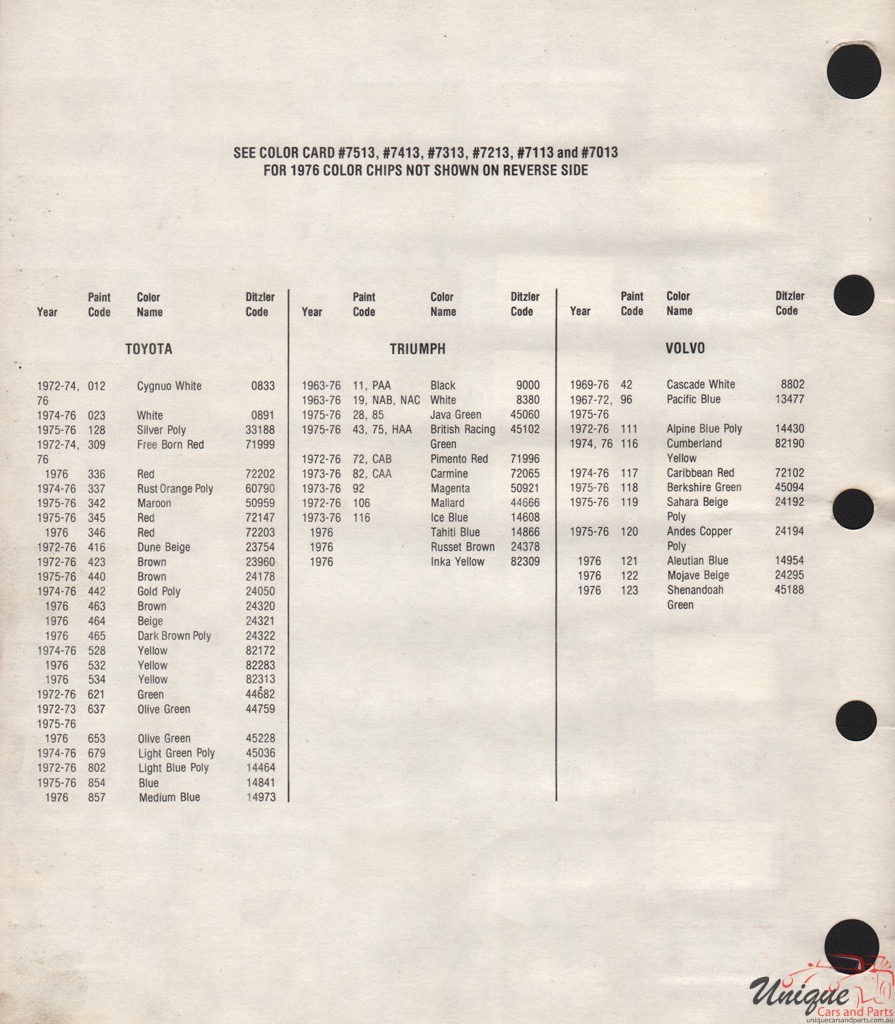 SEE COLOR CARD #7513, #7413, #7313, #7213, #7113 and #7013
FOR 1976 COLOR CHIPS NOT SHOWN ON REVERSE SIDE
Year Paint Code Color Name Ditzler Code
TOYOTA
1972-74, 012 Cygnuo White 0833
76
1974-76 023 White 0891
1975-76 128 Silver Poly 33188
1972-74, 309 Free Born Red 71999
76
1976 336 Red 72202
1974-76 337 Rust Orange Poly 60790
1975-76 342 Maroon 50959
1975-76 345 Red 72147
1976 346 Red 72203
1972-76 416 Dune Beige 23754
1972-76 423 Brown 23960
1975-76 440 Brown 24178
1974-76 442 Gold Poly 24050
1976 463 Brown 24320
1976 464 Beige 24321
1976 465 Dark Brown Poly 24322
1974-76 528 Yellow 82172
1976 532 Yellow 82283
1976 534 Yellow 82313
1972-76 621 Green 44682
1972-73 637 Olive Green 44759
1975-76
1976 653 Olive Green 45228
1974-76 679 Light Green Poly 45036
1972-76 802 Light Blue Poly 14464
1975-76 854 Blue 14841
1976 857 Medium Blue 14973
Year Paint Code Color Name Ditzler Code
TRIUMPH
1963-76 11, PAA Black 9000
1963-76 19, NAB, NAC White 8380
1975-76 28, 85 Java Green 45060
1975-76 43, 75, HAA British Racing 45102
Green
1972-76 72, CAB Pimento Red 71996
1973-76 82, CAA Carmine 72065
1973-76 92 Magenta 50921
1972-76 106 Mallard 44666
1973-76 116 Ice Blue 14608
1976 Tahiti Blue 14866
1976 Russet Brown 24378
1976 Inka Yellow 82309
Year Paint Code Color Name Ditzler Code
VOLVO
1969-76 42 Cascade White 8802
1967-72, 96 Pacific Blue 13477
1975-76
1972-76 111 Alpine Blue Poly 14430
1974, 76 116 Cumberland 82190
Yellow
1974-76 117 Caribbean Red 72102
1975-76 118 Berkshire Green 45094
1975-76 119 Sahara Beige 24192
Poly
1975-76 120 Andes Copper 24194
Poly
1976 121 Aleutian Blue 14954
1976 122 Mojave Beige 24295
1976 123 Shenandoah 45188
Green
Unique
Cars and Parts
uniquecarsandparts.com.au